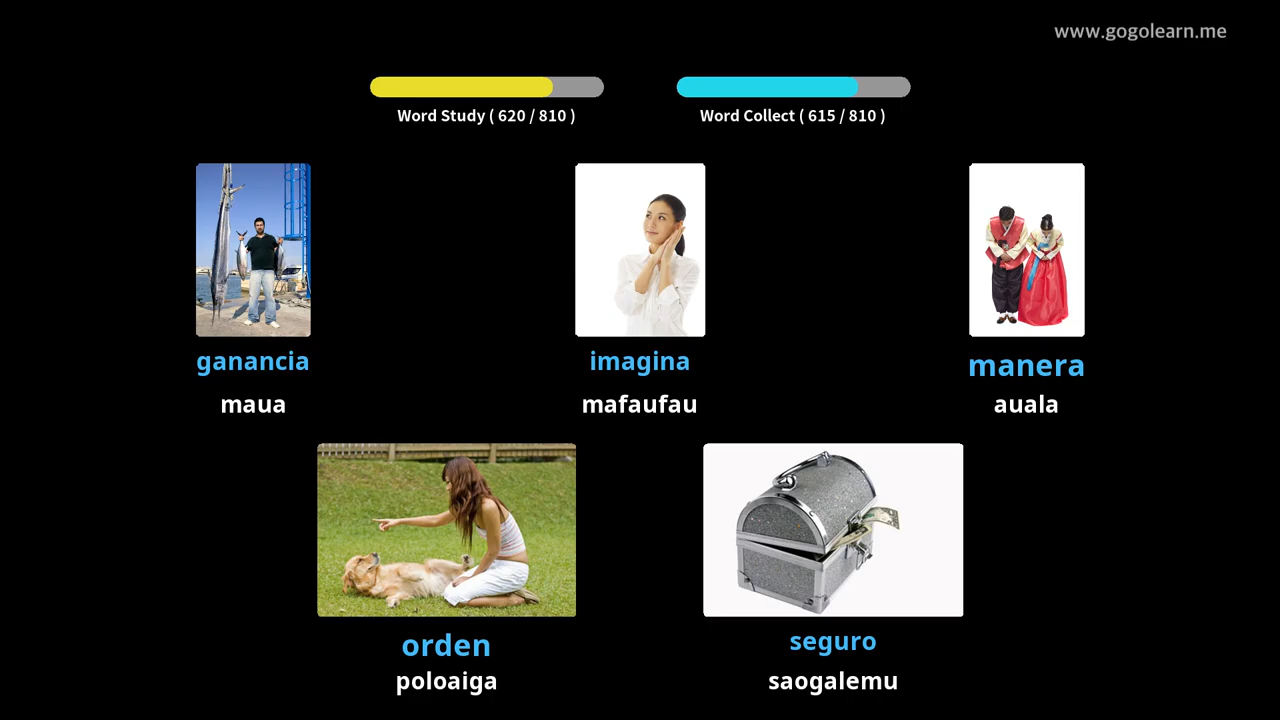 www.gogolearn.me
Word Study ( 620 / 810 )
Word Collect ( 615 / 810 )
ganancia
imagina
manera
maua
mafaufau
auala
orden
seguro
poloaiga
saogalemu